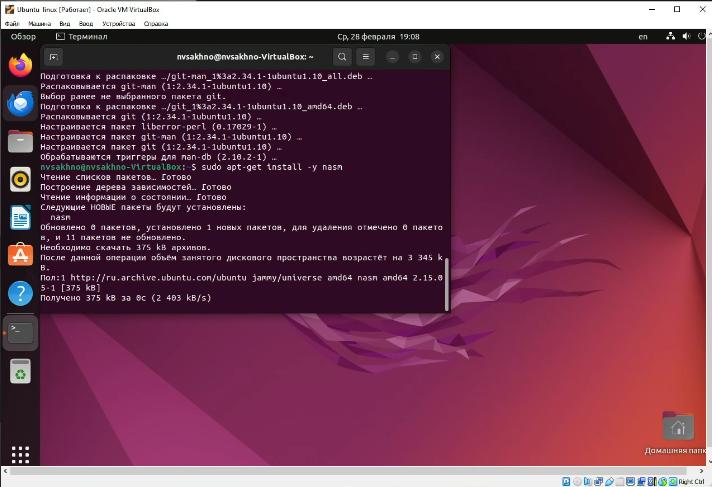 Ubuntu_linux [Работает] - Oracle VM VirtualBox
Файл Машина Вид Ввод Устройства Справка
Обзор Терминал Ср, 28 февраля 19:08 en
nvsakhno@nvsakhno-VirtualBox: ~
Подготовка к распаковке …/git-man_1%3a2.34.1-1ubuntu1.10_all.deb …
Распаковывается git-man (1:2.34.1-1ubuntu1.10) …
Выбор ранее не выбранного пакета git.
Подготовка к распаковке …/git_1%3a2.34.1-1ubuntu1.10_amd64.deb …
Распаковывается git (1:2.34.1-1ubuntu1.10) …
Настраивается пакет liberror-perl (0.17029-1) …
Настраивается пакет git-man (1:2.34.1-1ubuntu1.10) …
Настраивается пакет git (1:2.34.1-1ubuntu1.10) …
Обрабатываются триггеры для man-db (2.10.2-1) …
nvsakhno@nvsakhno-VirtualBox:~$ sudo apt-get install -y nasm
Чтение списков пакетов… Готово
Построение дерева зависимостей… Готово
Чтение информации о состоянии… Готово
Следующие НОВЫЕ пакеты будут установлены:
nasm
Обновлено 0 пакетов, установлено 1 новых пакетов, для удаления отмечено 0 пакето
в, и 11 пакетов не обновлено.
Необходимо скачать 375 kB архивов.
После данной операции объём занятого дискового пространства возрастёт на 3 345 k
B.
Пол:1 http://ru.archive.ubuntu.com/ubuntu jammy/universe amd64 nasm amd64 2.15.0
5-1 [375 kB]
Получено 375 kB за 0с (2 403 kB/s)
Домашняя папк
Right Ctrl